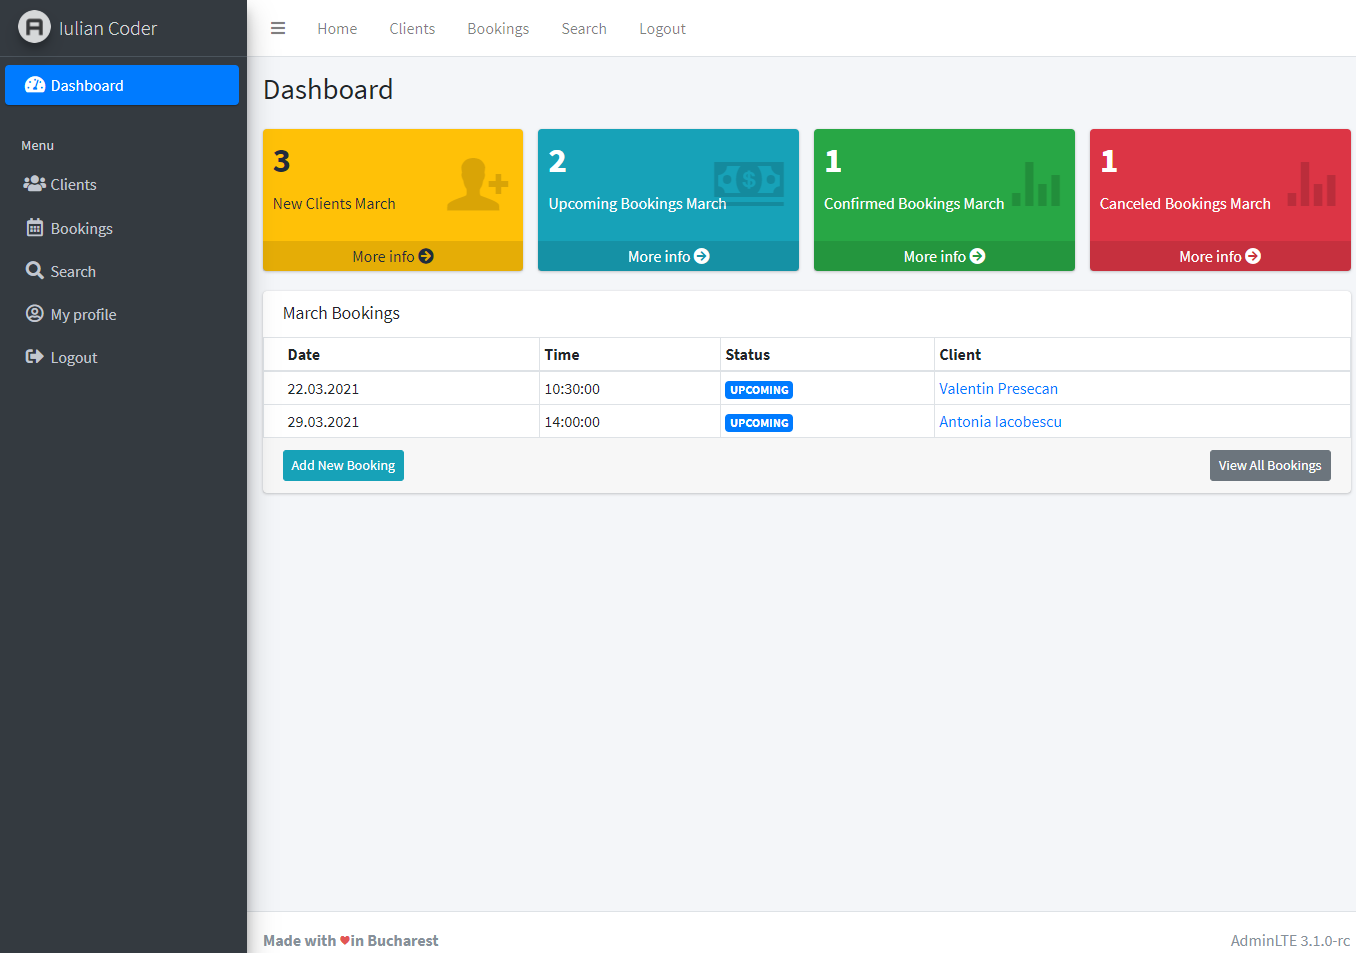 Iulian Coder
Home Clients Bookings Search Logout
Dashboard
Menu
Clients
Bookings
Search
My profile
Logout
Dashboard
3
New Clients March
More info
2
Upcoming Bookings March
More info
1
Confirmed Bookings March
More info
1
Canceled Bookings March
More info
March Bookings
Date Time Status Client
22.03.2021 10:30:00 UPCOMING Valentin Presecan
29.03.2021 14:00:00 UPCOMING Antonia Iacobescu
Add New Booking View All Bookings
Made with ❤in Bucharest AdminLTE 3.1.0-rc